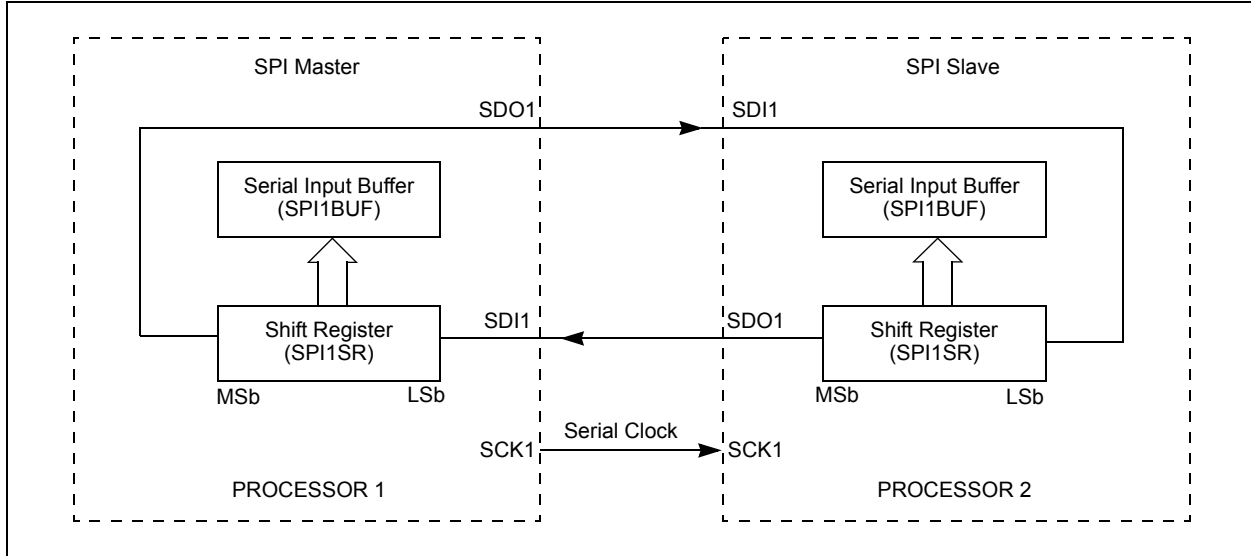 SPI Master
SDO1
Serial Input Buffer
(SPI1BUF)
Shift Register
(SPI1SR)
MSb
LSb
SDI1
SCK1
PROCESSOR 1
Serial Clock
SPI Slave
SDI1
Serial Input Buffer
(SPI1BUF)
SDO1
Shift Register
(SPI1SR)
MSb
LSb
SCK1
PROCESSOR 2